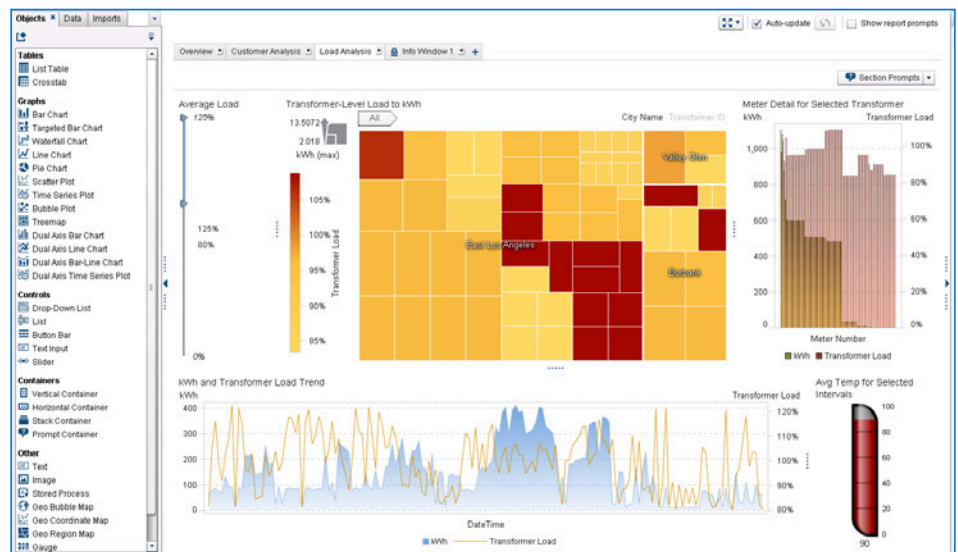 Objects
Data
Imports
Tables
List Table
Crosstab
Graphs
Bar Chart
Targeted Bar Chart
Waterfall Chart
Line Chart
Pie Chart
Scatter Plot
Time Series Plot
Bubble Plot
Treemap
Dual Axis Bar Chart
Dual Axis Line Chart
Dual Axis Bar-Line Chart
Dual Axis Time Series Plot
Controls
Drop-Down List
List
Button Bar
Text Input
Slider
Containers
Vertical Container
Horizontal Container
Stack Container
Prompt Container
Other
Text
Image
Stored Process
Geo Bubble Map
Geo Coordinate Map
Geo Region Map
Gauge
Auto-update
Show report prompts
Overview
Customer Analysis
Load Analysis
Info Window 1
Section Prompts
Average Load
125%
125%
80%
0%
Transformer-Level Load to kWh
All
City Name Transformer ID
13.5072
2.018
kWh (max)
105%
100%
95%
90%
85%
Transformer Load
Valley Glen
East Los Angeles
Burbank
Meter Detail for Selected Transformer
kWh
Transformer Load
1,000
800
600
400
200
0
100%
80%
60%
40%
20%
0%
Meter Number
kWh
Transformer Load
kWh and Transformer Load Trend
kWh
Transformer Load
400
300
200
100
0
120%
110%
100%
90%
80%
DateTime
kWh
Transformer Load
Avg Temp for Selected
Intervals
100
80
60
40
20
0
90